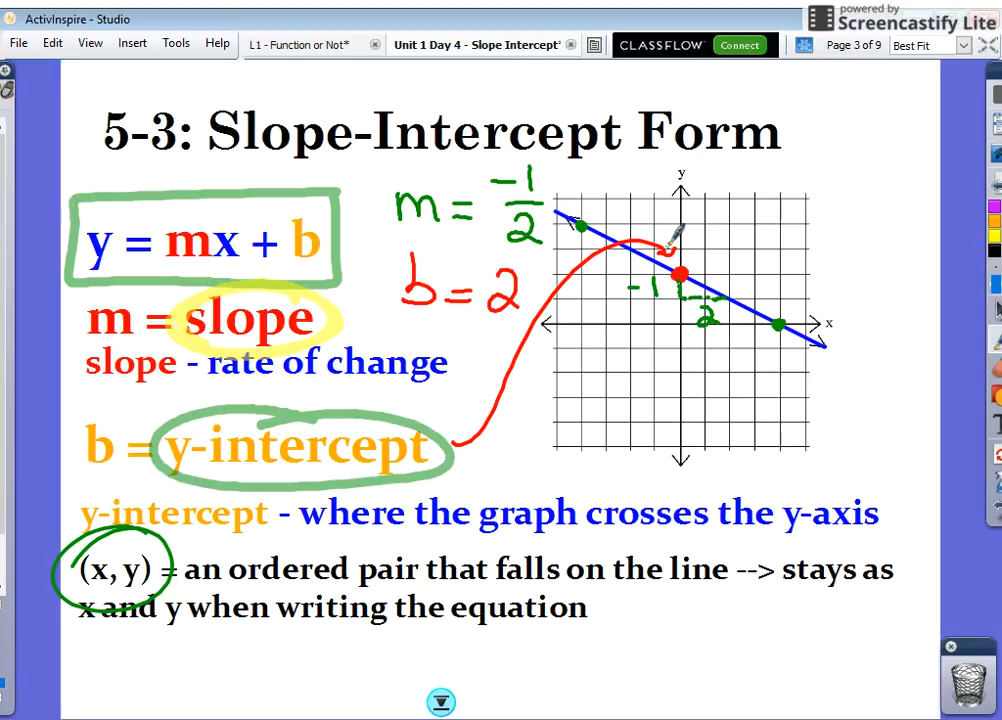 powered by
Screencastify Lite
ActivInspire - Studio
File Edit View Insert Tools Help
L1 - Function or Not*
Unit 1 Day 4 - Slope Intercept*
CLASSFLOW Connect
Page 3 of 9
Best Fit
5-3: Slope-Intercept Form
y = mx + b
m = -1/2
b = 2
m = slope
slope - rate of change
b = y-intercept
y
x
-1
2
y-intercept - where the graph crosses the y-axis
(x, y) = an ordered pair that falls on the line --> stays as
x and y when writing the equation